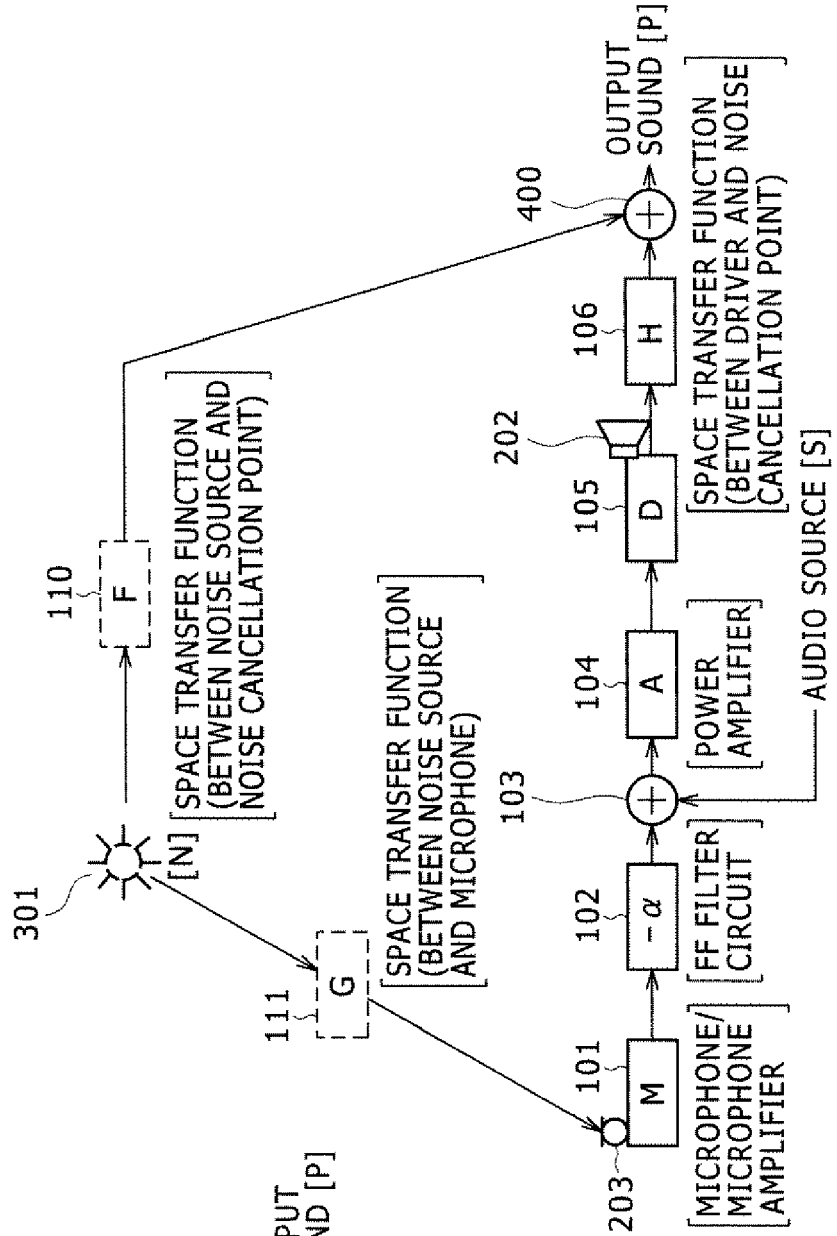 301
[N]
110
F
[SPACE TRANSFER FUNCTION
(BETWEEN NOISE SOURCE AND
NOISE CANCELLATION POINT)]
111
G
[SPACE TRANSFER FUNCTION
(BETWEEN NOISE SOURCE
AND MICROPHONE)]
PUT
ND [P]
203
101
M
[MICROPHONE/
MICROPHONE
AMPLIFIER]
102
-α
[FF FILTER
CIRCUIT]
103
+
104
A
[POWER
AMPLIFIER]
105
D
202
106
H
[SPACE TRANSFER FUNCTION
(BETWEEN DRIVER AND NOISE
CANCELLATION POINT)]
400
+
OUTPUT
SOUND [P]
AUDIO SOURCE [S]